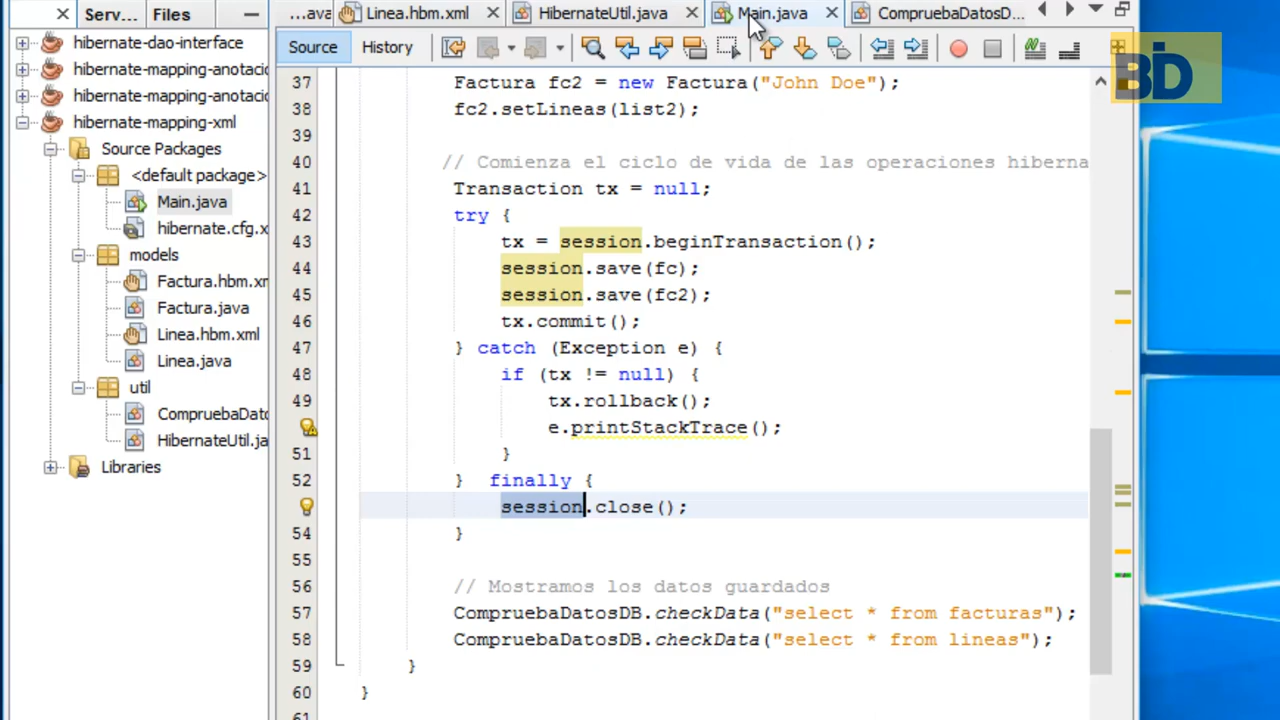 Serv...
Files
...ava
Linea.hbm.xml
HibernateUtil.java
Main.java
CompruebaDatosD...
Source
History
BD
hibernate-dao-interface
hibernate-mapping-anotacio
hibernate-mapping-anotacio
hibernate-mapping-xml
Source Packages
<default package>
Main.java
hibernate.cfg.x
models
Factura.hbm.xr
Factura.java
Linea.hbm.xml
Linea.java
util
CompruebaDato
HibernateUtil.ja
Libraries
37 Factura fc2 = new Factura("John Doe");
38 fc2.setLineas(list2);
39
40 // Comienza el ciclo de vida de las operaciones hiberna
41 Transaction tx = null;
42 try {
43 tx = session.beginTransaction();
44 session.save(fc);
45 session.save(fc2);
46 tx.commit();
47 } catch (Exception e) {
48 if (tx != null) {
49 tx.rollback();
e.printStackTrace();
51 }
52 } finally {
session.close();
54 }
55
56 // Mostramos los datos guardados
57 CompruebaDatosDB.checkData("select * from facturas");
58 CompruebaDatosDB.checkData("select * from lineas");
59 }
60 }
61